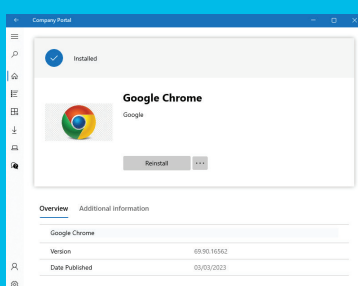 Company Portal
Installed
Google Chrome
Google
Reinstall
Overview Additional information
Google Chrome
Version 69.90.16562
Date Published 03/03/2023